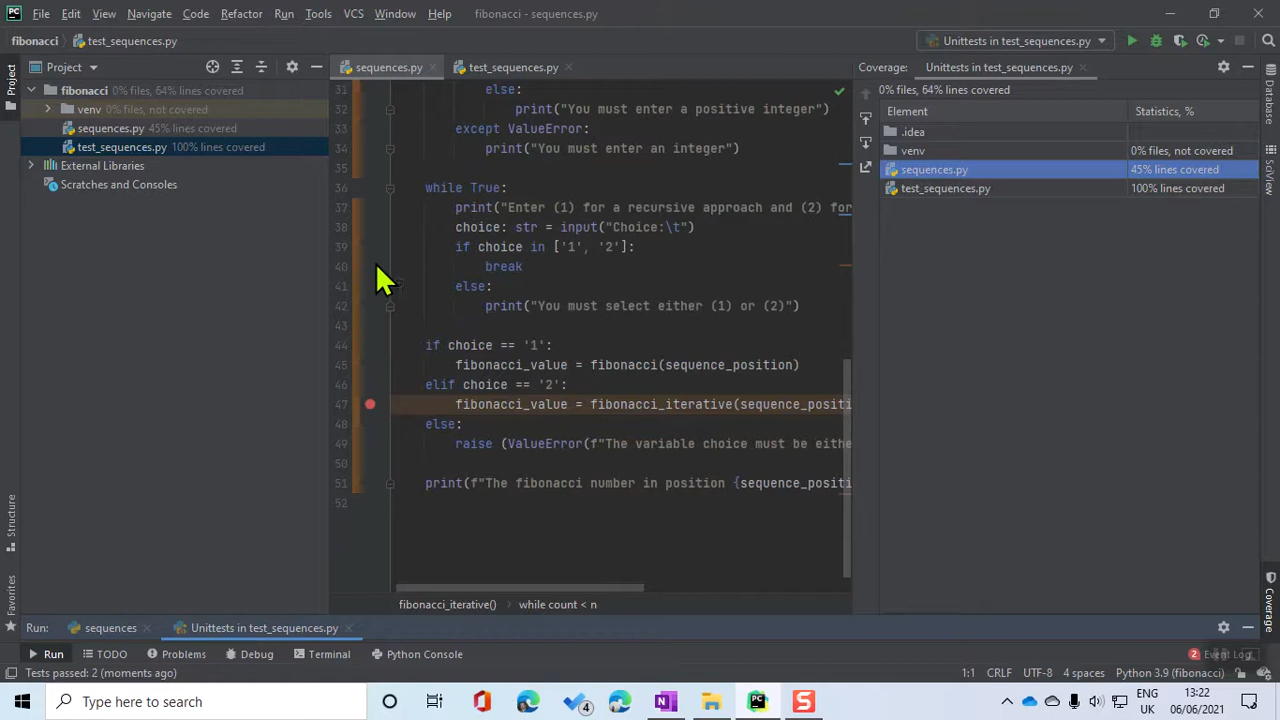 PC File Edit View Navigate Code Refactor Run Tools VCS Window Help fibonacci - sequences.py
fibonacci test_sequences.py Unittests in test_sequences.py
Project sequences.py test_sequences.py Coverage: Unittests in test_sequences.py
Project
fibonacci 0% files, 64% lines covered
venv 0% files, not covered
sequences.py 45% lines covered
test_sequences.py 100% lines covered
External Libraries
Scratches and Consoles
Structure
Favorites
31 else:
32 print("You must enter a positive integer")
33 except ValueError:
34 print("You must enter an integer")
35
36 while True:
37 print("Enter (1) for a recursive approach and (2) for
38 choice: str = input("Choice:\t")
39 if choice in ['1', '2']:
40 break
41 else:
42 print("You must select either (1) or (2)")
43
44 if choice == '1':
45 fibonacci_value = fibonacci(sequence_position)
46 elif choice == '2':
47 fibonacci_value = fibonacci_iterative(sequence_positi
48 else:
49 raise (ValueError(f"The variable choice must be eithe
50
51 print(f"The fibonacci number in position {sequence_positi
52
fibonacci_iterative() while count < n
0% files, 64% lines covered
Element Statistics, %
.idea
venv 0% files, not covered
sequences.py 45% lines covered
test_sequences.py 100% lines covered
Database
SciView
Coverage
Run: sequences Unittests in test_sequences.py
Run TODO Problems Debug Terminal Python Console 2 Event Log
Tests passed: 2 (moments ago) 1:1 CRLF UTF-8 4 spaces Python 3.9 (fibonacci)
Type here to search 4 N S ENG 13:22
UK 06/06/2021